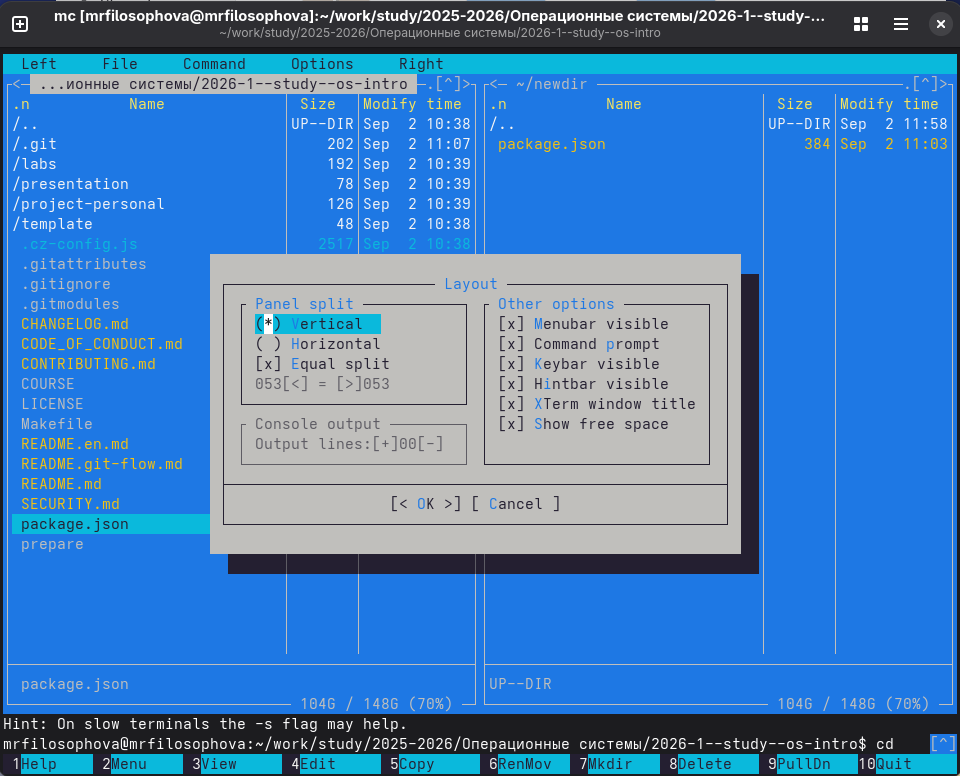 mc [mrfilosophova@mrfilosophova]:~/work/study/2025-2026/Операционные системы/2026-1--study-...
~/work/study/2025-2026/Операционные системы/2026-1--study--os-intro
Left File Command Options Right
<— ...ионные системы/2026-1--study--os-intro —.[^]> <— ~/newdir —.[^]>
.n Name Size Modify time .n Name Size Modify time
/.. UP--DIR Sep 2 10:38 /.. UP--DIR Sep 2 11:58
/.git 202 Sep 2 11:07 package.json 384 Sep 2 11:03
/labs 192 Sep 2 10:39
/presentation 78 Sep 2 10:39
/project-personal 126 Sep 2 10:39
/template 48 Sep 2 10:38
.cz-config.js 2517 Sep 2 10:38
.gitattributes
.gitignore
.gitmodules
CHANGELOG.md
CODE_OF_CONDUCT.md
CONTRIBUTING.md
COURSE
LICENSE
Makefile
README.en.md
README.git-flow.md
README.md
SECURITY.md
package.json
prepare
Layout
Panel split
(*) Vertical
( ) Horizontal
[x] Equal split
053[<] = [>]053
Console output
Output lines:[+]00[-]
Other options
[x] Menubar visible
[x] Command prompt
[x] Keybar visible
[x] Hintbar visible
[x] XTerm window title
[x] Show free space
[< OK >] [ Cancel ]
package.json UP--DIR
104G / 148G (70%) 104G / 148G (70%)
Hint: On slow terminals the -s flag may help.
mrfilosophova@mrfilosophova:~/work/study/2025-2026/Операционные системы/2026-1--study--os-intro$ cd [^]
1Help 2Menu 3View 4Edit 5Copy 6RenMov 7Mkdir 8Delete 9PullDn 10Quit